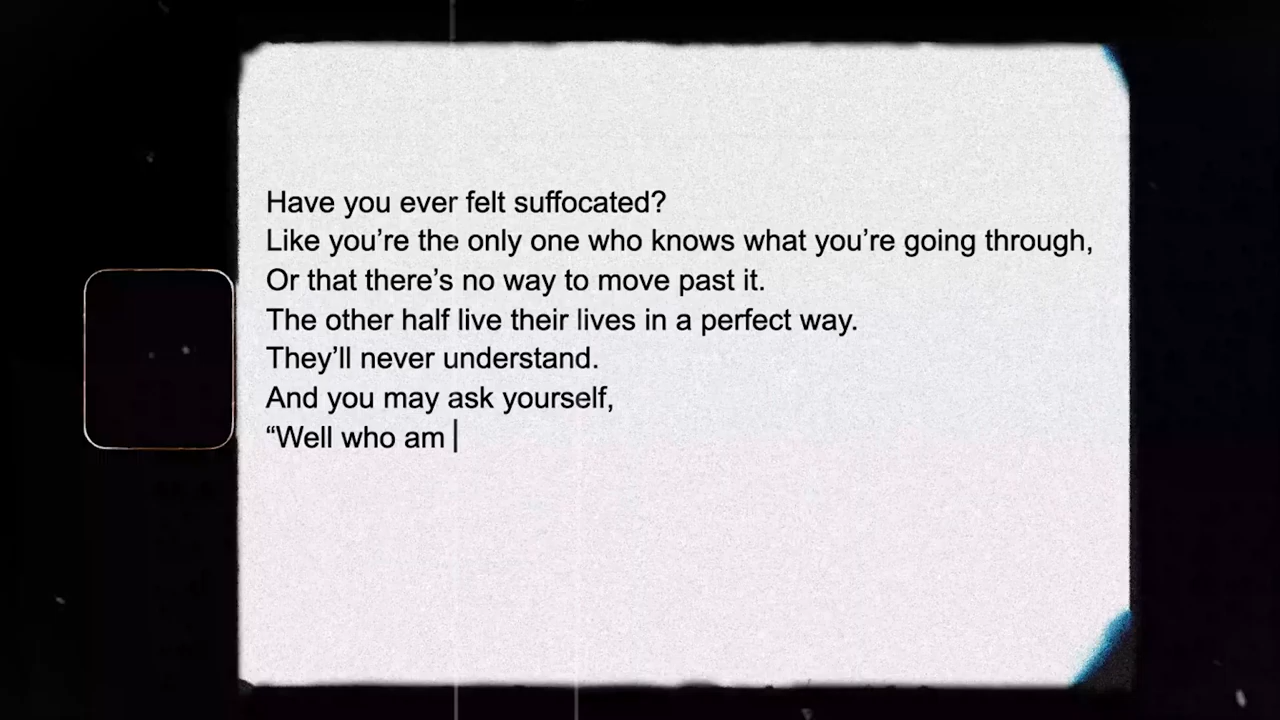 Have you ever felt suffocated?
Like you’re the only one who knows what you’re going through,
Or that there’s no way to move past it.
The other half live their lives in a perfect way.
They’ll never understand.
And you may ask yourself,
“Well who am